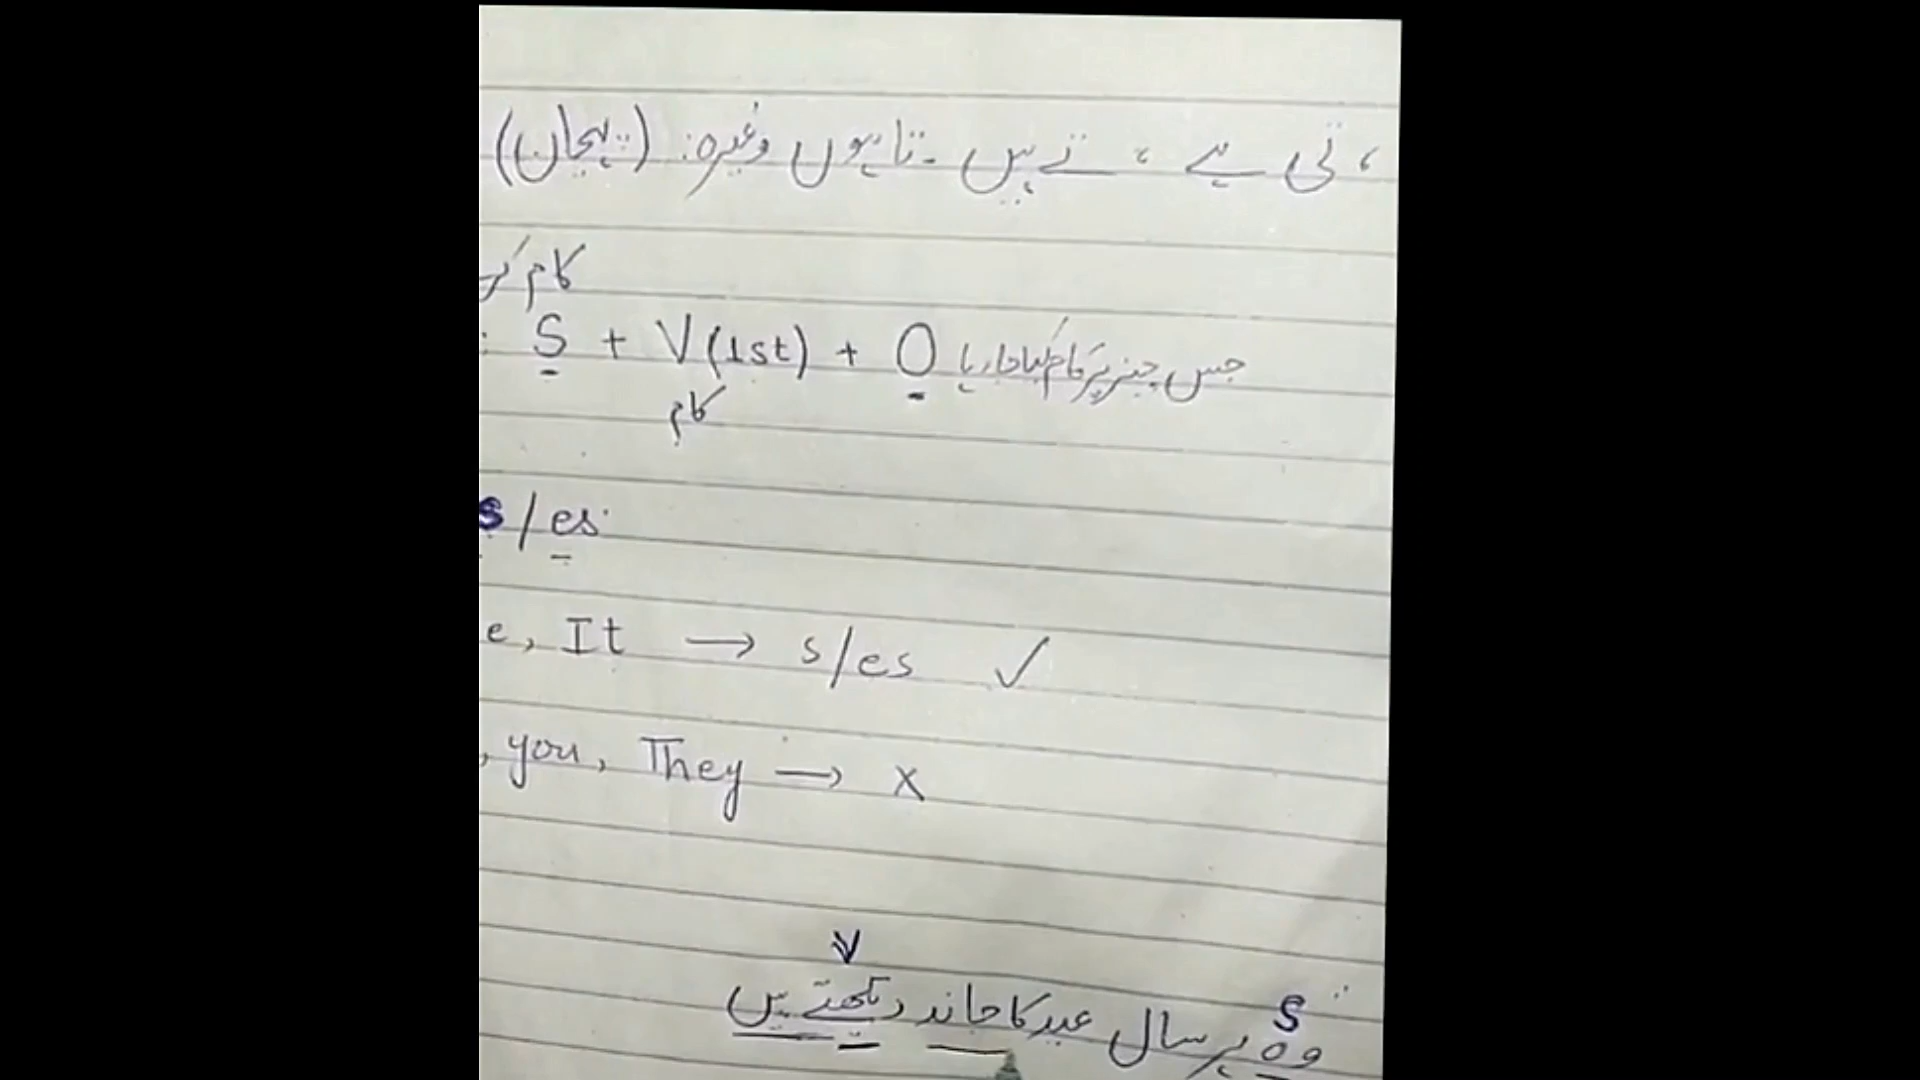 ، تی ہے ، تے ہیں ۔ تا ہوں وغیرہ : (پہچان)
کام کر
: S + V (1st) + O جس چیز پر کام کیا جا رہا
کام
s/es
e, It → s/es ✓
, you, They → x
V
S
وہ ہر سال عید کا چاند دیکھتے ہیں